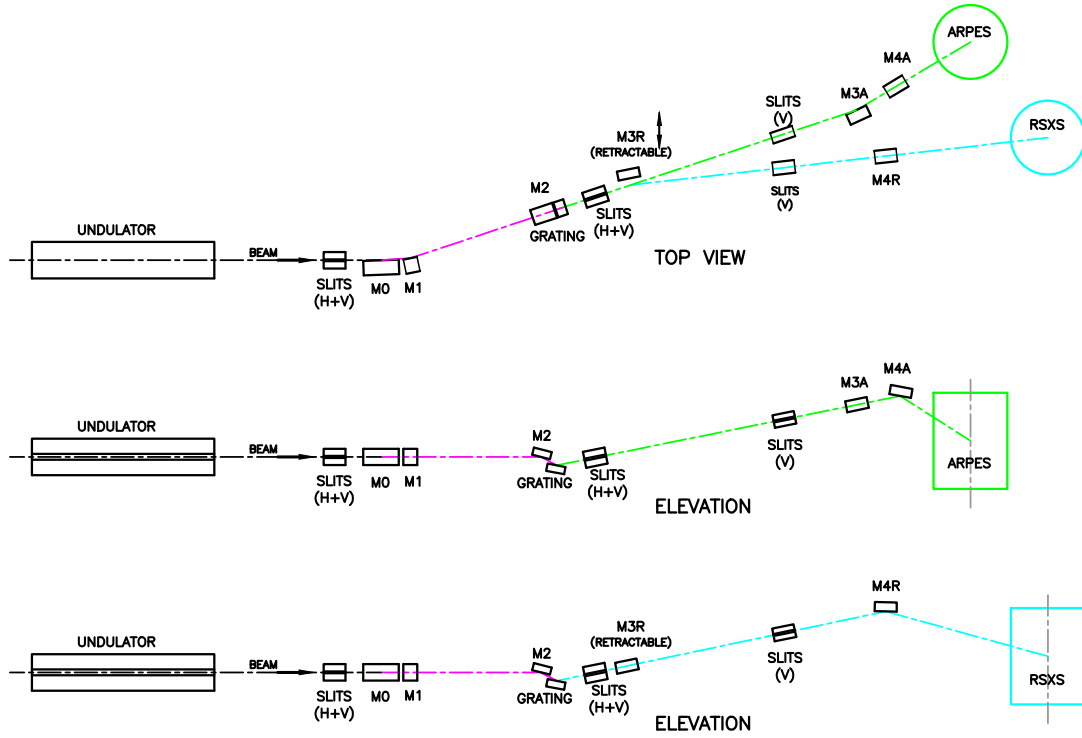 ARPES
M4A
SLITS
(V)
M3A
M3R
(RETRACTABLE)
RSXS
M2
SLITS
(V)
M4R
UNDULATOR
GRATING
SLITS
(H+V)
BEAM
TOP VIEW
SLITS
(H+V)
M0
M1
M4A
M3A
UNDULATOR
M2
BEAM
SLITS
(V)
ARPES
SLITS
(H+V)
M0
M1
GRATING
SLITS
(H+V)
ELEVATION
M4R
UNDULATOR
M3R
(RETRACTABLE)
M2
BEAM
SLITS
(V)
RSXS
SLITS
(H+V)
M0
M1
GRATING
SLITS
(H+V)
ELEVATION